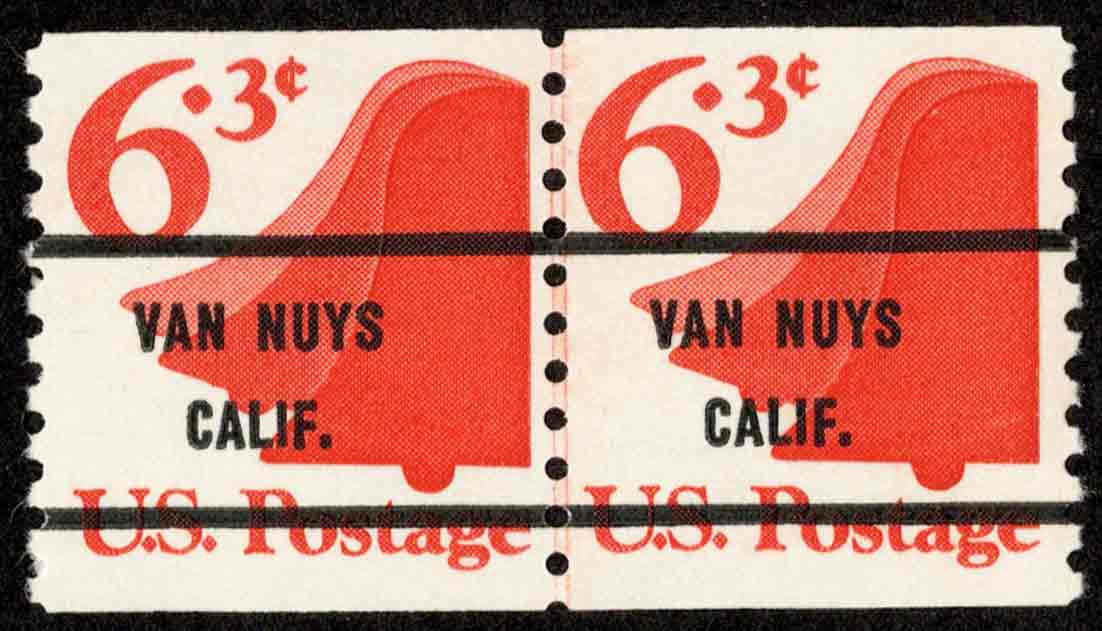 6.3¢ 6.3¢
VAN NUYS VAN NUYS
CALIF. CALIF.
U.S. Postage U.S. Postage